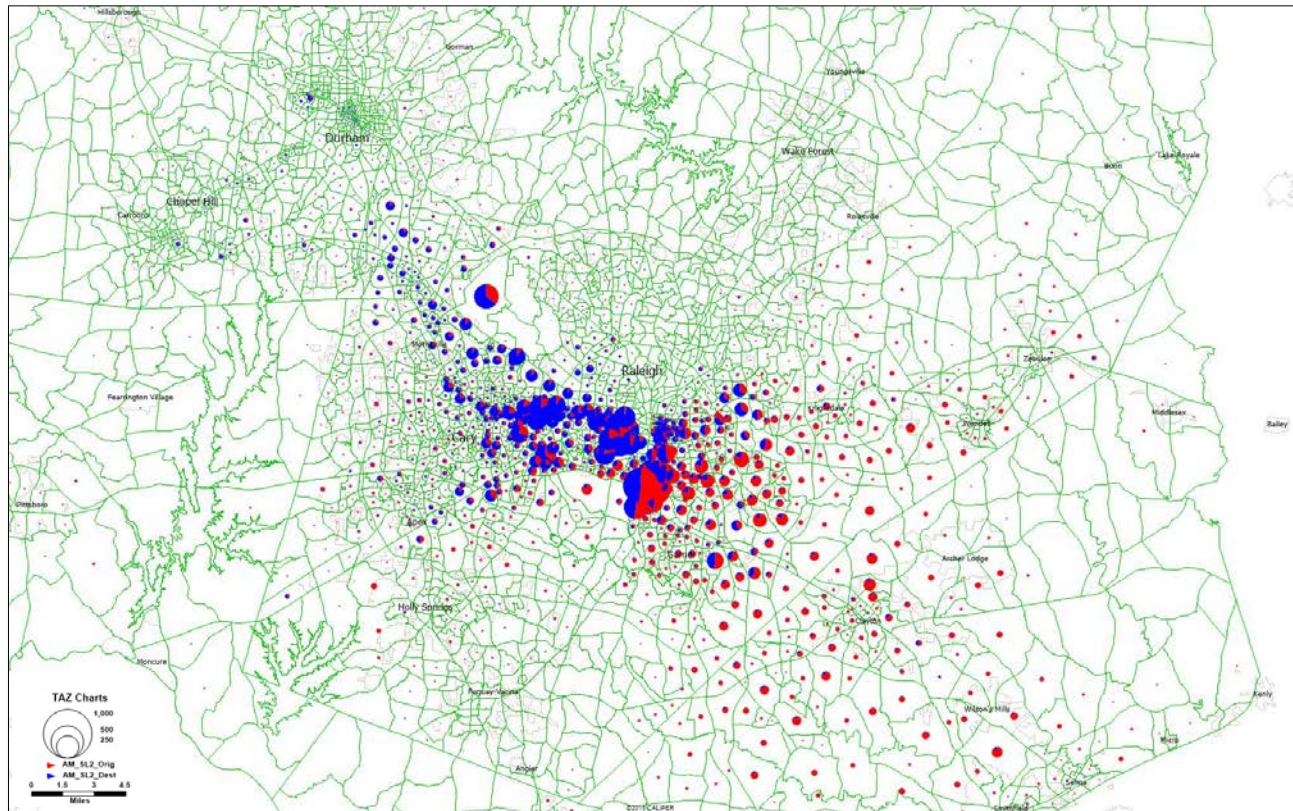 Hillsborough
Gorman
Youngsville
Durham
Wake Forest
Bunn
Lake Royale
Chapel Hill
Carrboro
Rolesville
Raleigh
Zebulon
Fearrington Village
Middlesex
Wendell
Bailey
Cary
Pittsboro
Apex
Garner
Archer Lodge
Holly Springs
Clayton
Moncure
Fuquay-Varina
Kenly
Wilson's Mills
TAZ Charts
1,000
500
250
Micro
AM_SL2_Orig
Angier
AM_SL2_Dest
Selma
0 1.5 3 4.5
Miles
©2015 CALIPER